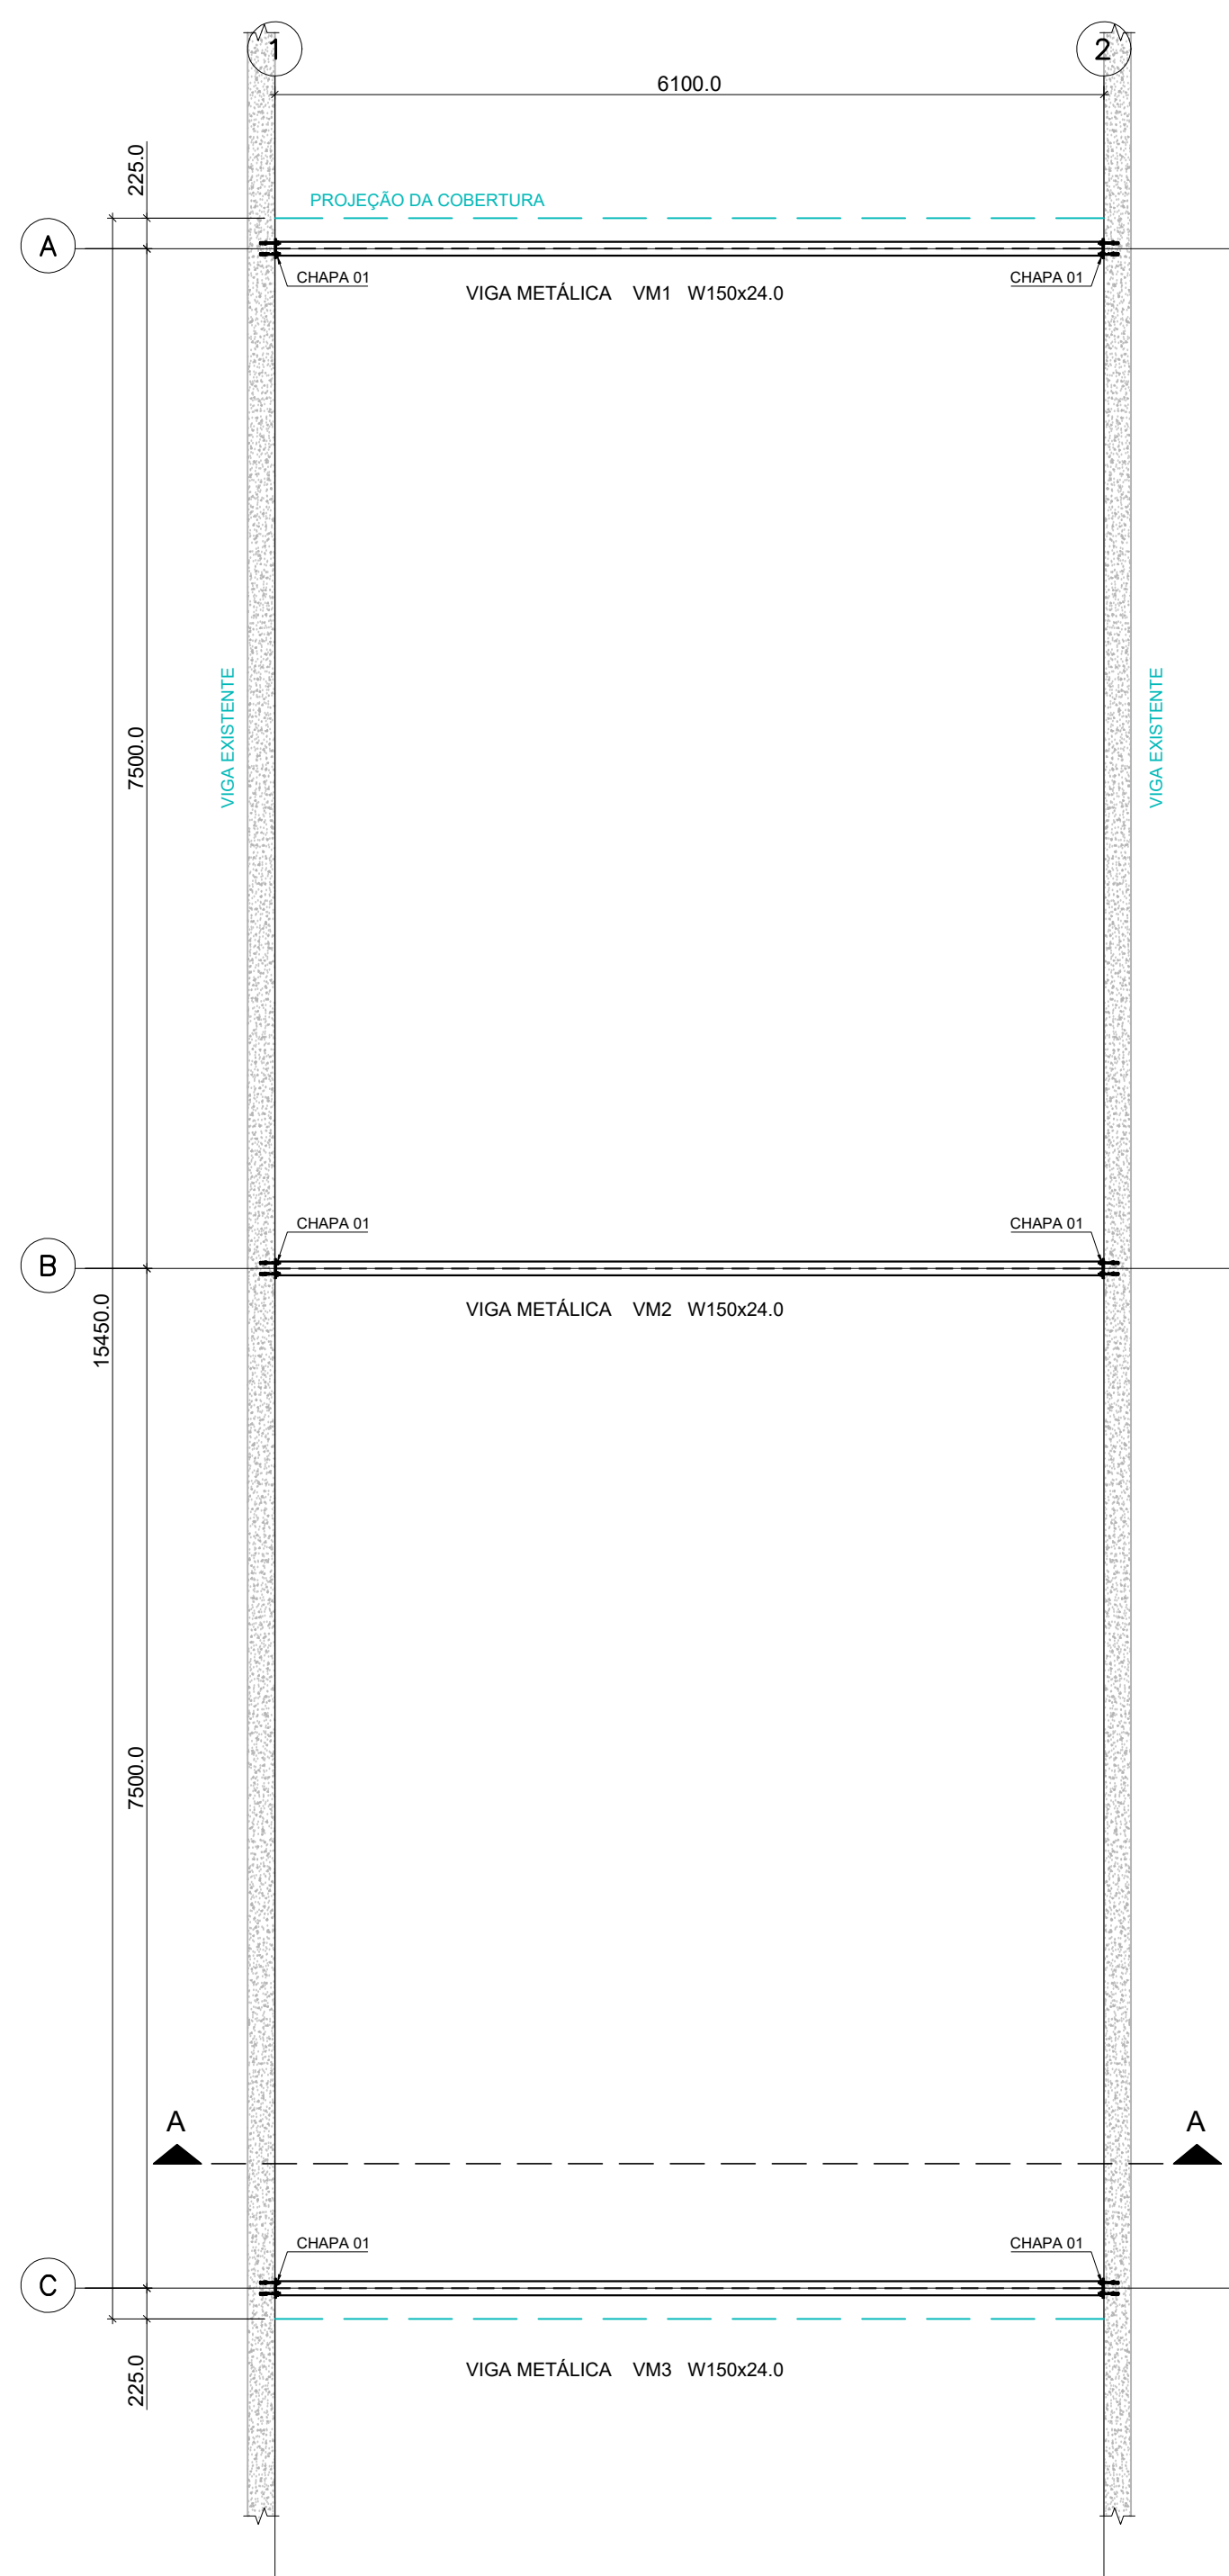 1
2
6100.0
225.0
PROJEÇÃO DA COBERTURA
A
CHAPA 01
CHAPA 01
VIGA METÁLICA VM1 W150x24.0
VIGA EXISTENTE
VIGA EXISTENTE
7500.0
CHAPA 01
CHAPA 01
B
VIGA METÁLICA VM2 W150x24.0
15450.0
7500.0
A
A
CHAPA 01
CHAPA 01
C
VIGA METÁLICA VM3 W150x24.0
225.0